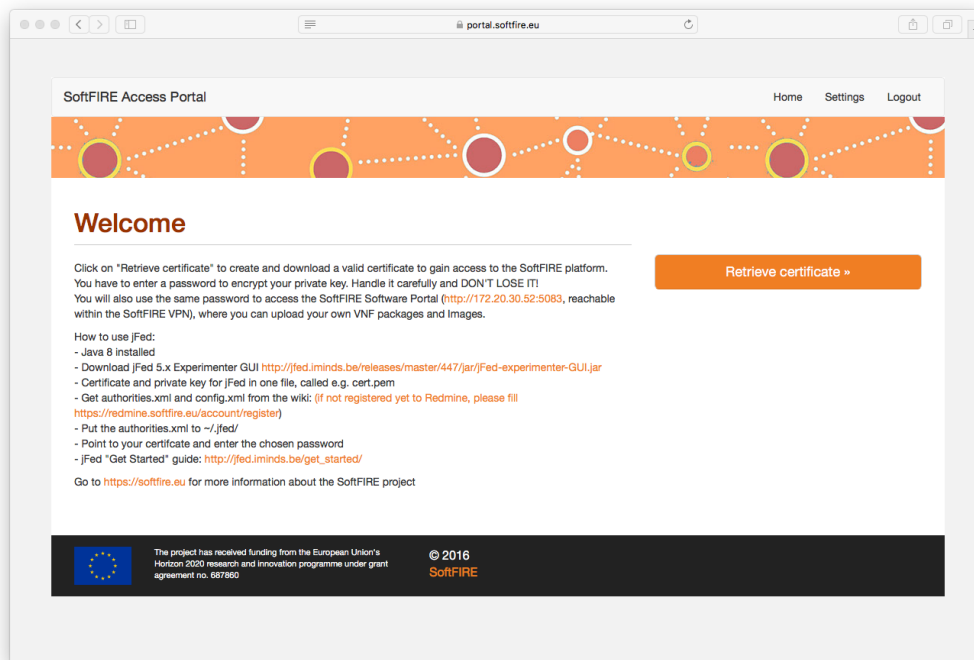 portal.softfire.eu
SoftFIRE Access Portal
Home Settings Logout
Welcome
Click on "Retrieve certificate" to create and download a valid certificate to gain access to the SoftFIRE platform.
You have to enter a password to encrypt your private key. Handle it carefully and DON'T LOSE IT!
You will also use the same password to access the SoftFIRE Software Portal (http://172.20.30.52:5083, reachable
within the SoftFIRE VPN), where you can upload your own VNF packages and Images.
Retrieve certificate »
How to use jFed:
- Java 8 installed
- Download jFed 5.x Experimenter GUI http://jfed.iminds.be/releases/master/447/jar/jFed-experimenter-GUI.jar
- Certificate and private key for jFed in one file, called e.g. cert.pem
- Get authorities.xml and config.xml from the wiki: (if not registered yet to Redmine, please fill
https://redmine.softfire.eu/account/register)
- Put the authorities.xml to ~/.jfed/
- Point to your certifcate and enter the chosen password
- jFed "Get Started" guide: http://jfed.iminds.be/get_started/
Go to https://softfire.eu for more information about the SoftFIRE project
The project has received funding from the European Union's
Horizon 2020 research and innovation programme under grant
agreement no. 687860
© 2016
SoftFIRE